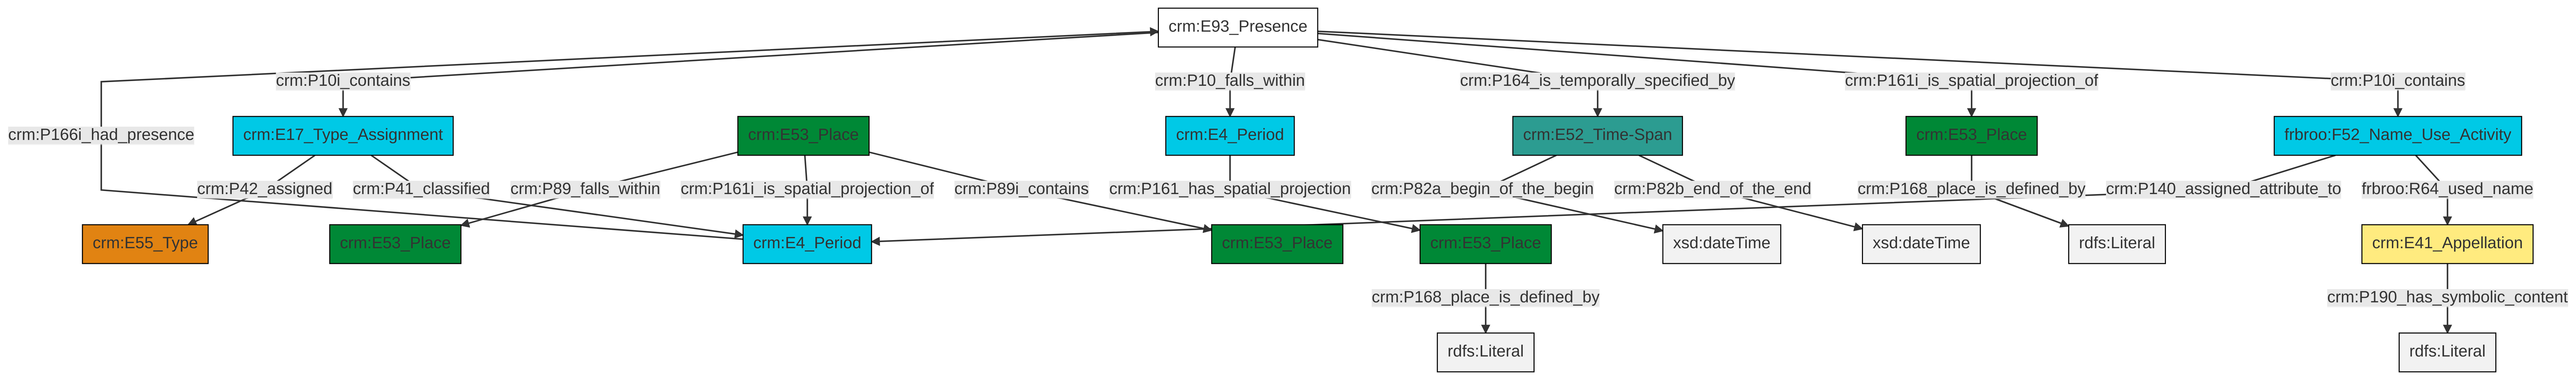 crm:E93_Presence
crm:P10i_contains
crm:P10_falls_within
crm:P164_is_temporally_specified_by
crm:P161i_is_spatial_projection_of
crm:P10i_contains
crm:P166i_had_presence
crm:E17_Type_Assignment
crm:E53_Place
crm:E4_Period
crm:E52_Time-Span
crm:E53_Place
frbroo:F52_Name_Use_Activity
crm:P42_assigned
crm:P41_classified
crm:P89_falls_within
crm:P161i_is_spatial_projection_of
crm:P89i_contains
crm:P161_has_spatial_projection
crm:P82a_begin_of_the_begin
crm:P82b_end_of_the_end
crm:P168_place_is_defined_by
crm:P140_assigned_attribute_to
frbroo:R64_used_name
crm:E55_Type
crm:E53_Place
crm:E4_Period
crm:E53_Place
crm:E53_Place
xsd:dateTime
xsd:dateTime
rdfs:Literal
crm:E41_Appellation
crm:P168_place_is_defined_by
crm:P190_has_symbolic_content
rdfs:Literal
rdfs:Literal